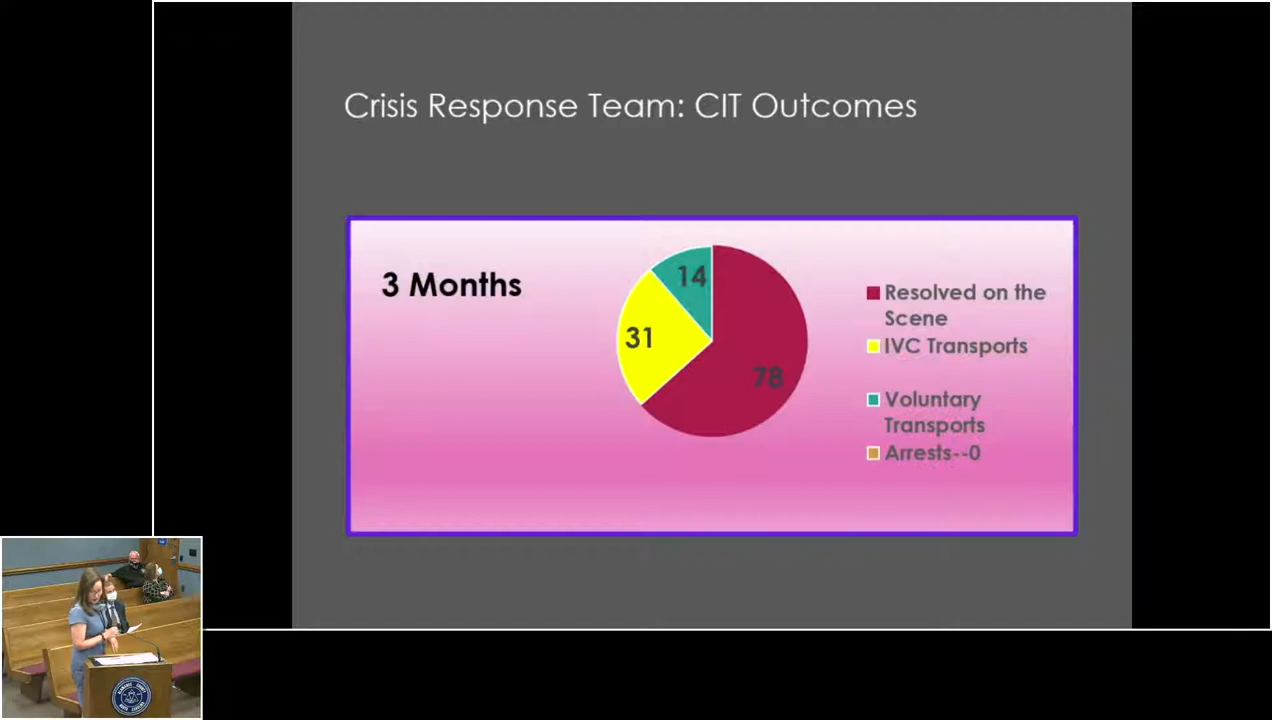 Crisis Response Team: CIT Outcomes
3 Months
14
31
78
Resolved on the
Scene
IVC Transports
Voluntary
Transports
Arrests--0